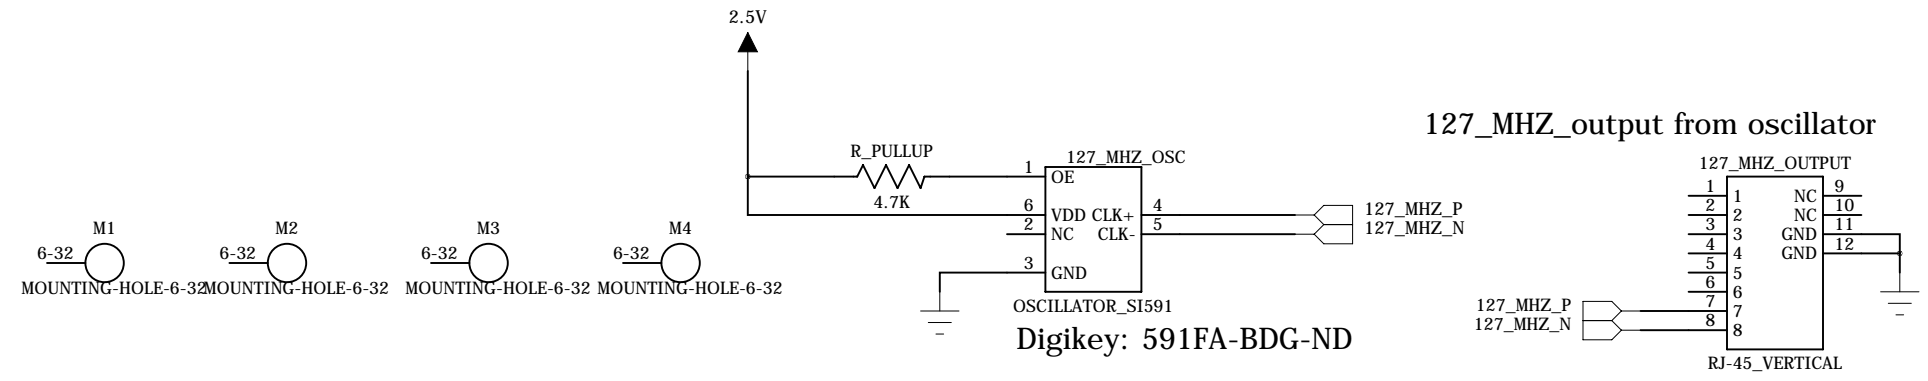 2.5V
127_MHZ_output from oscillator
R_PULLUP
4.7K
127_MHZ_OSC
1
OE
6
VDD
CLK+
4
2
NC
CLK-
5
3
GND
OSCILLATOR_SI591
Digikey: 591FA-BDG-ND
127_MHZ_P
127_MHZ_N
M1
6-32
MOUNTING-HOLE-6-32
M2
6-32
MOUNTING-HOLE-6-32
M3
6-32
MOUNTING-HOLE-6-32
M4
6-32
MOUNTING-HOLE-6-32
127_MHZ_OUTPUT
1
1
NC
9
2
2
NC
10
3
3
GND
11
4
4
GND
12
5
5
6
6
127_MHZ_P
7
7
127_MHZ_N
8
8
RJ-45_VERTICAL